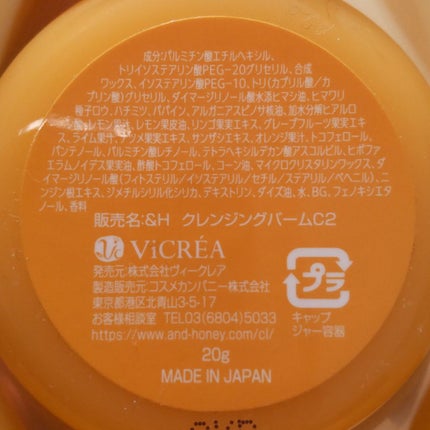 成分:パルミチン酸エチルヘキシル、
トリイソステアリン酸PEG-20グリセリル、合成
ワックス、イソステアリン酸PEG-10、トリ(カプリル酸/カ
プリン酸)グリセリル、ダイマージリノール酸水添ヒマシ油、ヒマワリ
種子ロウ、ハチミツ、パパイン、アルガニアスピノサ核油、加水分解ヒアルロ
ン酸、レモン果汁、レモン果皮油、リンゴ果実エキス、グレープフルーツ果実エキ
ス、ライム果汁、ナツメ果実エキス、サンザシエキス、オレンジ果汁、トコフェロール、
パンテノール、パルミチン酸レチノール、テトラヘキシルデカン酸アスコルビル、ヒポファ
エラムノイデス果実油、酢酸トコフェロール、コーン油、マイクロクリスタリンワックス、ダ
イマージリノール酸(フィトステリル/イソステアリル/セチル/ステアリル/ベヘニル)、ニ
ンジン根エキス、ジメチルシリル化シリカ、デキストリン、ダイズ油、水、BG、フェノキシエタ
ノール、香料
販売名:&H クレンジングバームC2
ViCRÉA
発売元:株式会社ヴィークレア
製造販売元:コスメカンパニー株式会社
東京都港区北青山3-5-17
お客様相談室 TEL03(6804)5033
https://www.and-honey.com/cl/
プラ
キャップ
ジャー容器
20g
MADE IN JAPAN